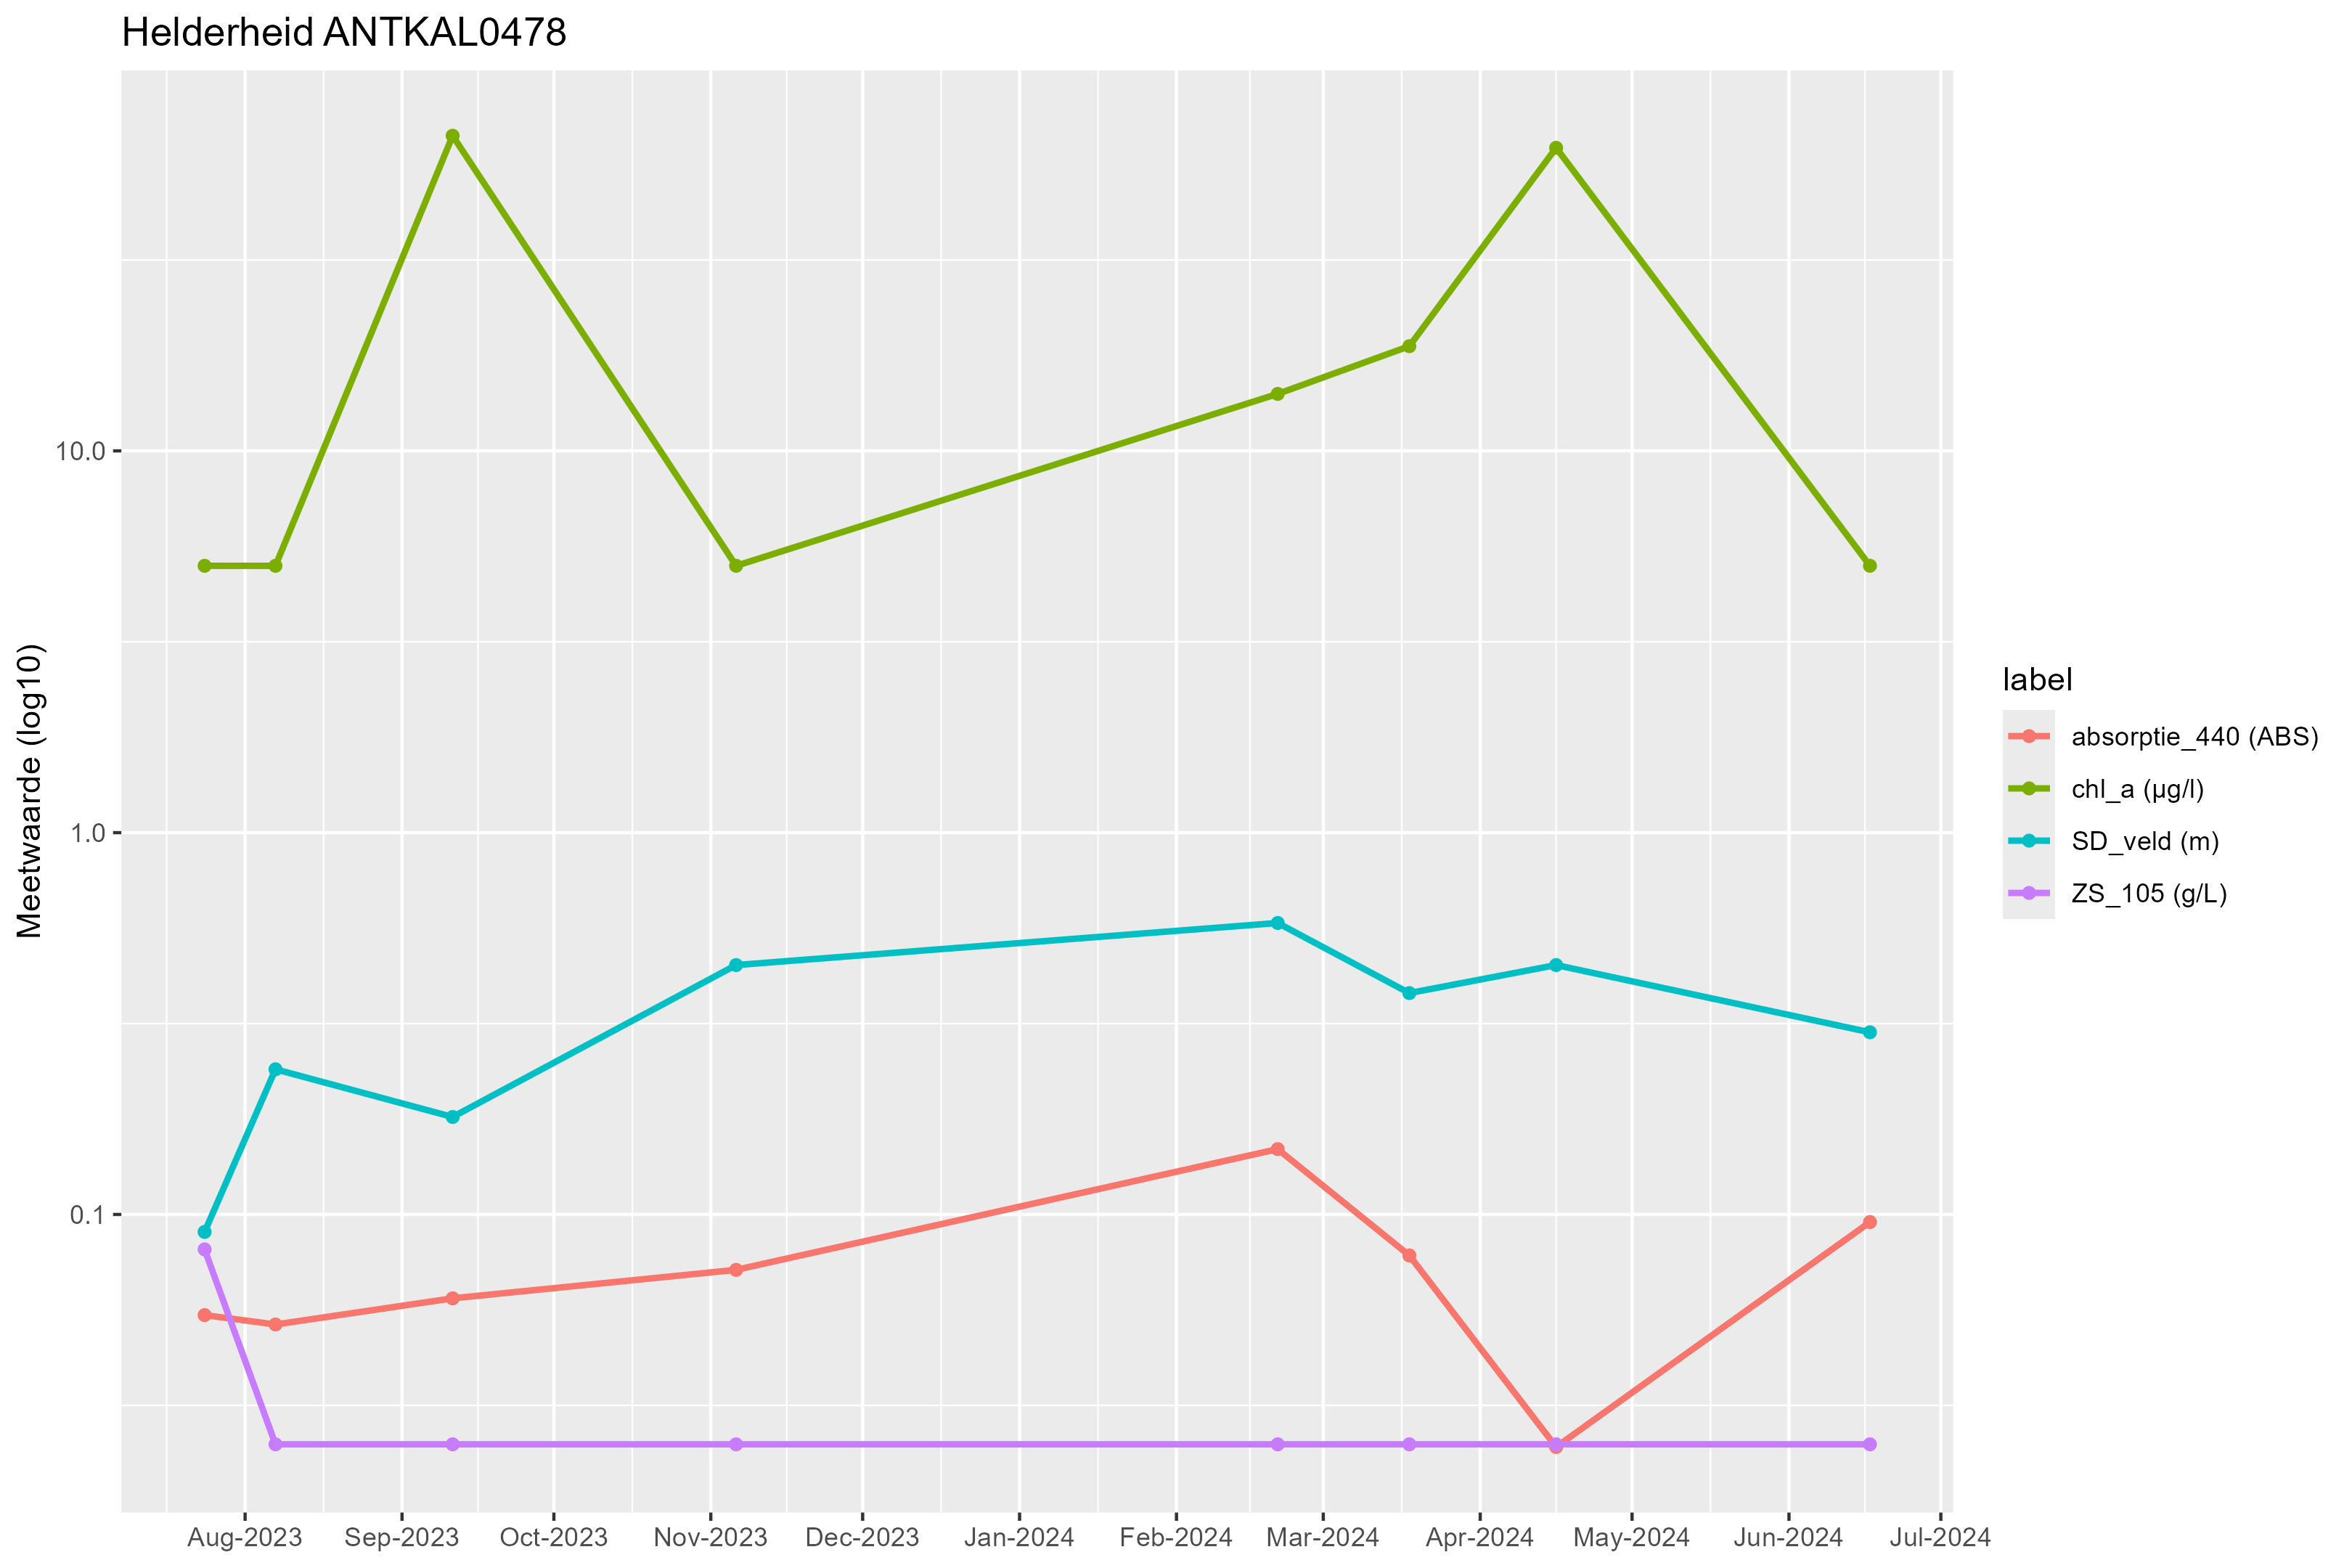 Helderheid ANTKAL0478
Meetwaarde (log10)
10.0
1.0
0.1
Aug-2023 Sep-2023 Oct-2023 Nov-2023 Dec-2023 Jan-2024 Feb-2024 Mar-2024 Apr-2024 May-2024 Jun-2024 Jul-2024
label
absorptie_440 (ABS)
chl_a (µg/l)
SD_veld (m)
ZS_105 (g/L)